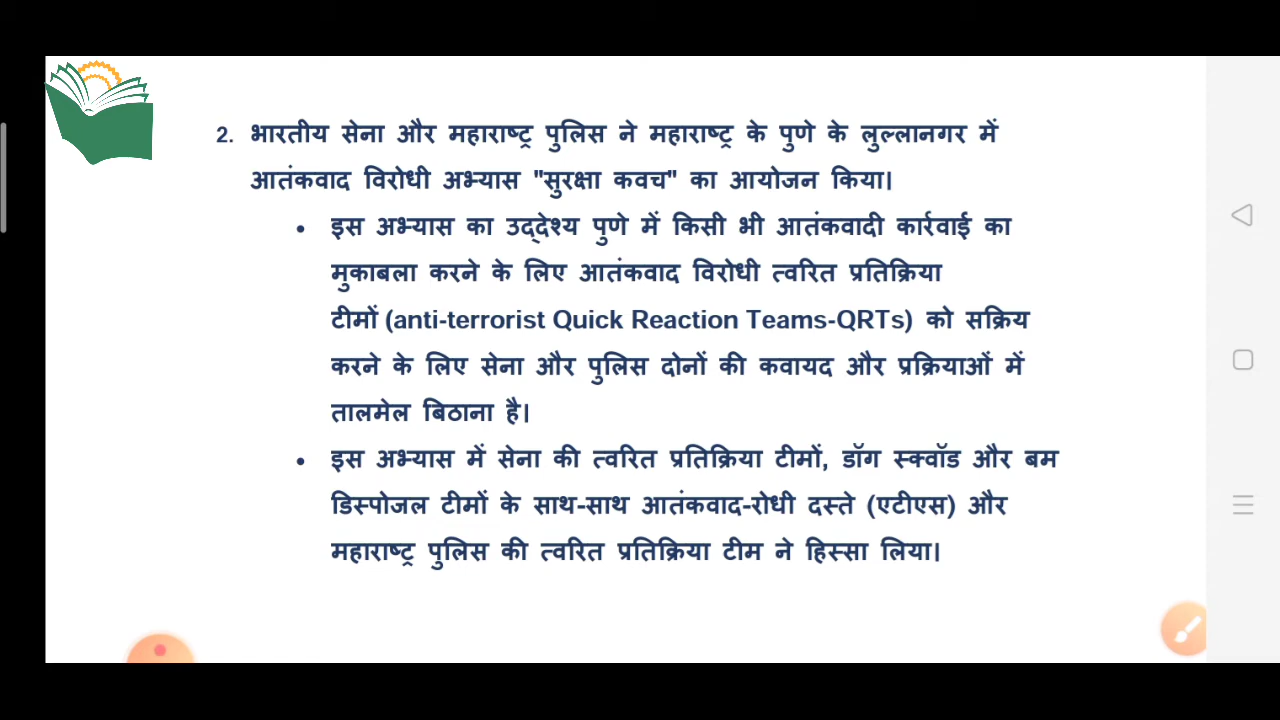 2. भारतीय सेना और महाराष्ट्र पुलिस ने महाराष्ट्र के पुणे के लुल्लानगर में
आतंकवाद विरोधी अभ्यास "सुरक्षा कवच" का आयोजन किया।
• इस अभ्यास का उद्देश्य पुणे में किसी भी आतंकवादी कार्रवाई का
मुकाबला करने के लिए आतंकवाद विरोधी त्वरित प्रतिक्रिया
टीमों (anti-terrorist Quick Reaction Teams-QRTs) को सक्रिय
करने के लिए सेना और पुलिस दोनों की कवायद और प्रक्रियाओं में
तालमेल बिठाना है।
• इस अभ्यास में सेना की त्वरित प्रतिक्रिया टीमों, डॉग स्क्वॉड और बम
डिस्पोजल टीमों के साथ-साथ आतंकवाद-रोधी दस्ते (एटीएस) और
महाराष्ट्र पुलिस की त्वरित प्रतिक्रिया टीम ने हिस्सा लिया।